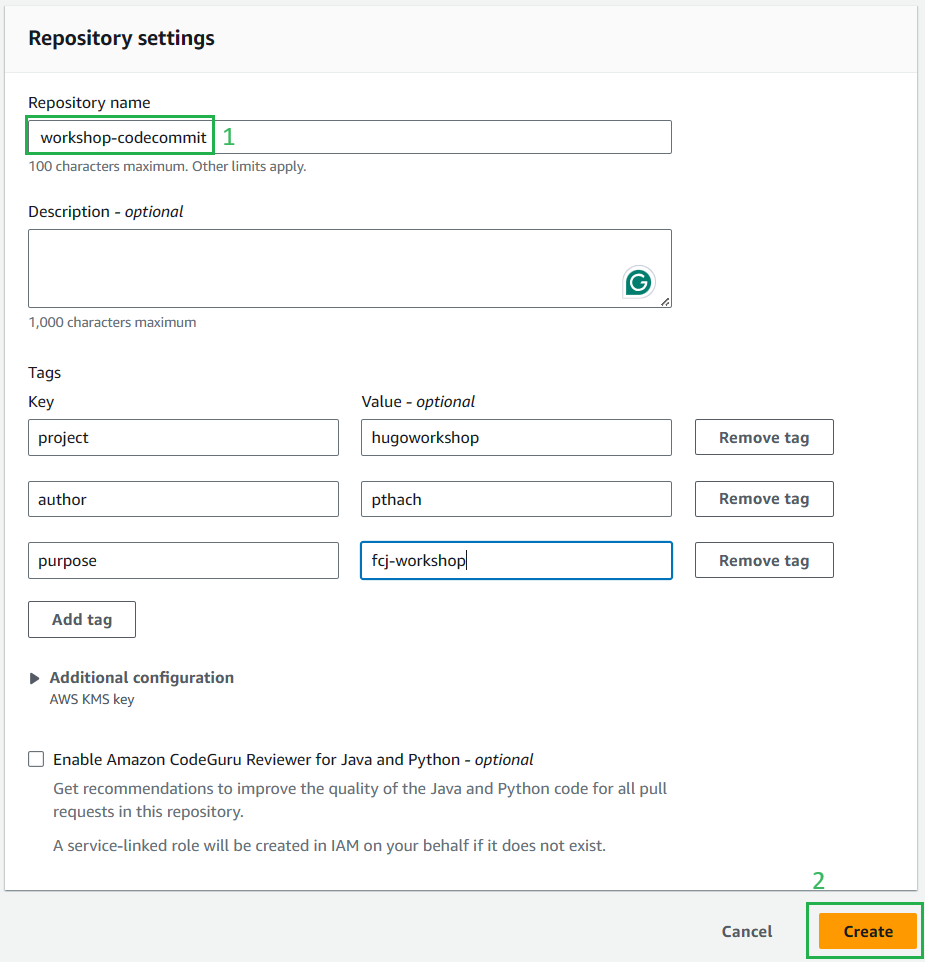 Repository settings
Repository name
workshop-codecommit 1
100 characters maximum. Other limits apply.
Description - optional
1,000 characters maximum
Tags
Key Value - optional
project hugoworkshop Remove tag
author pthach Remove tag
purpose fcj-workshop Remove tag
Add tag
Additional configuration
AWS KMS key
Enable Amazon CodeGuru Reviewer for Java and Python - optional
Get recommendations to improve the quality of the Java and Python code for all pull
requests in this repository.
A service-linked role will be created in IAM on your behalf if it does not exist.
2
Cancel Create